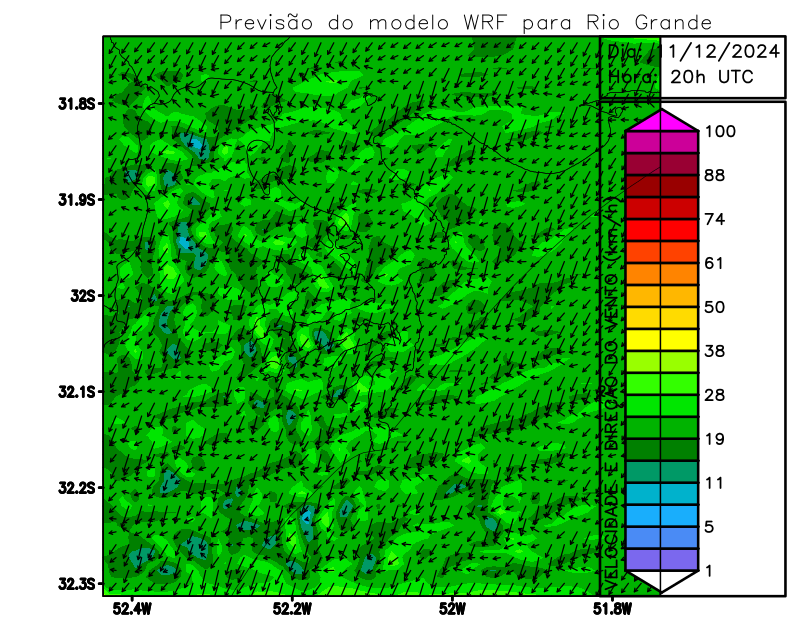 Previsão do modelo WRF para Rio Grande
Dia: 11/12/2024
Hora: 20h UTC
31.8S
31.9S
32S
32.1S
32.2S
32.3S
52.4W
52.2W
52W
51.8W
VELOCIDADE E DIREÇÃO DO VENTO (km/h)
100
88
74
61
50
38
28
19
11
5
1